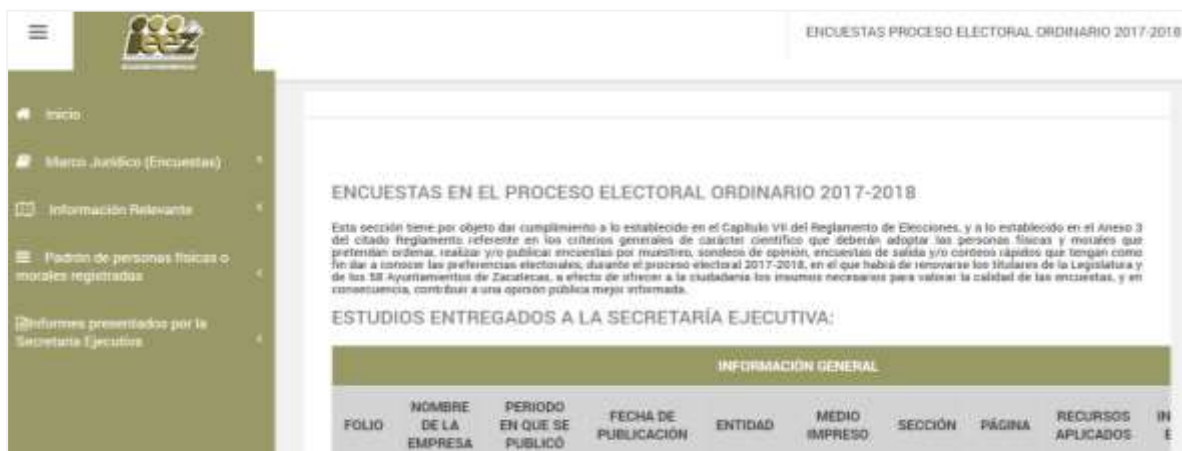 ieez
ENCUESTAS PROCESO ELECTORAL ORDINARIO 2017-2018
Inicio
Marco Jurídico (Encuestas)
Información Relevante
Padrón de personas físicas o
morales registradas
Informes presentados por la
Secretaría Ejecutiva
ENCUESTAS EN EL PROCESO ELECTORAL ORDINARIO 2017-2018
Esta sección tiene por objeto dar cumplimiento a lo establecido en el Capítulo VII del Reglamento de Elecciones, y a lo establecido en el Anexo 3
del citado Reglamento referente en los criterios generales de carácter científico que deberán adoptar las personas físicas y morales que
pretendan ordenar, realizar y/o publicar encuestas por muestreo, sondeos de opinión, encuestas de salida y/o conteos rápidos que tengan como
fin dar a conocer las preferencias electorales, durante el proceso electoral 2017-2018, en el que habrá de renovarse los titulares de la Legislatura y
de los 58 Ayuntamientos de Zacatecas, a efecto de ofrecer a la ciudadanía los insumos necesarios para valorar la calidad de las encuestas, y en
consecuencia, contribuir a una opinión pública mejor informada.
ESTUDIOS ENTREGADOS A LA SECRETARÍA EJECUTIVA:
INFORMACIÓN GENERAL
FOLIO NOMBRE DE LA EMPRESA PERIODO EN QUE SE PUBLICÓ FECHA DE PUBLICACIÓN ENTIDAD MEDIO IMPRESO SECCIÓN PÁGINA RECURSOS APLICADOS IN E